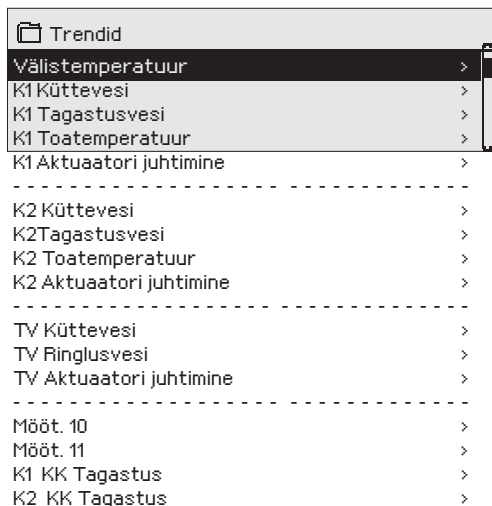 Trendid
Välistemperatuur >
K1 Küttevesi >
K1 Tagastusvesi >
K1 Toatemperatuur >
K1 Aktuaatori juhtimine >
- - - - - - - - - - - - - - - - - - - - - - - - - - - - - - -
K2 Küttevesi >
K2Tagastusvesi >
K2 Toatemperatuur >
K2 Aktuaatori juhtimine >
- - - - - - - - - - - - - - - - - - - - - - - - - - - - - - -
TV Küttevesi >
TV Ringlusvesi >
TV Aktuaatori juhtimine >
- - - - - - - - - - - - - - - - - - - - - - - - - - - - - - -
Mööt. 10 >
Mööt. 11 >
K1 KK Tagastus >
K2 KK Tagastus >